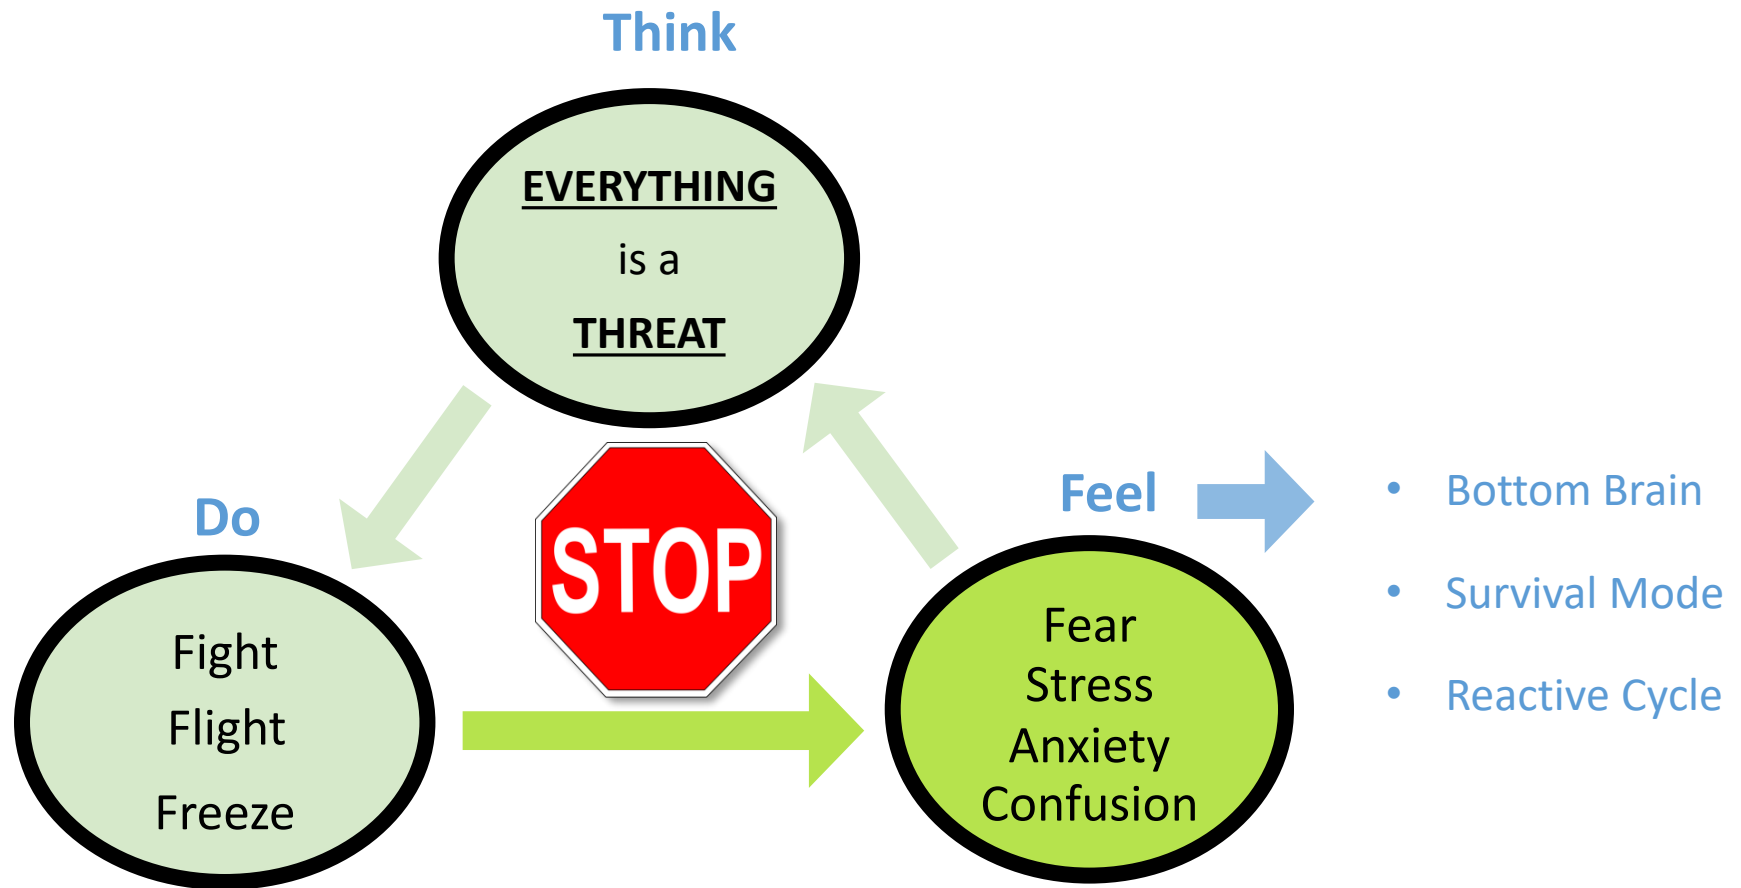 Think
EVERYTHING
is a
THREAT
Do
Fight
Flight
Freeze
STOP
Feel
Fear
Stress
Anxiety
Confusion
• Bottom Brain
• Survival Mode
• Reactive Cycle